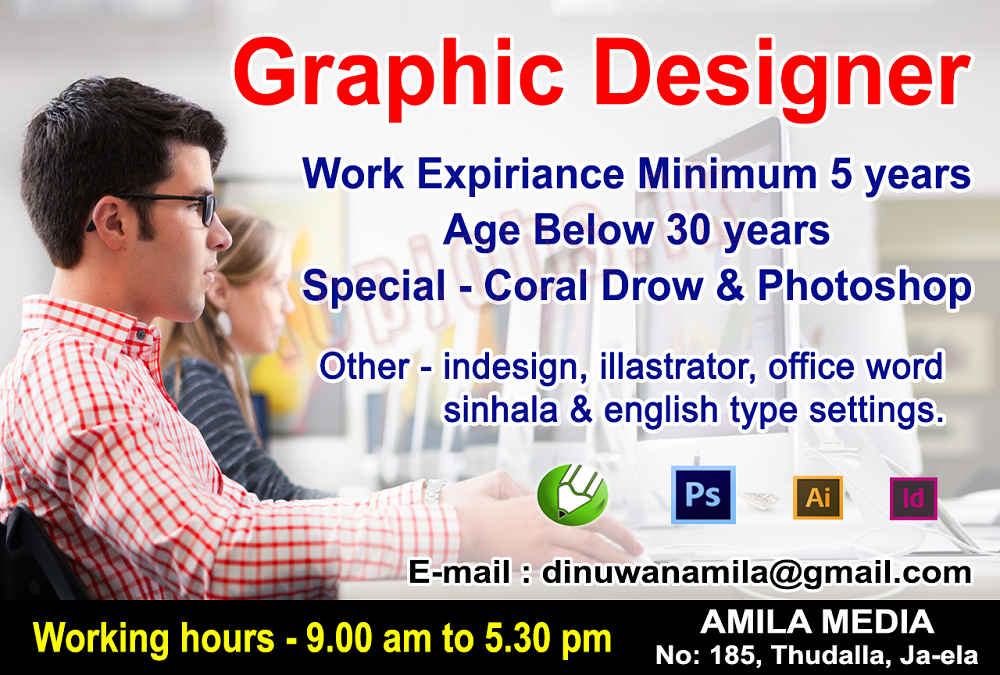 Graphic Designer
Work Expiriance Minimum 5 years
Age Below 30 years
Special - Coral Drow & Photoshop
Other - indesign, illastrator, office word
sinhala & english type settings.
Ps
Ai
Id
E-mail : dinuwanamila@gmail.com
Working hours - 9.00 am to 5.30 pm
AMILA MEDIA
No: 185, Thudalla, Ja-ela